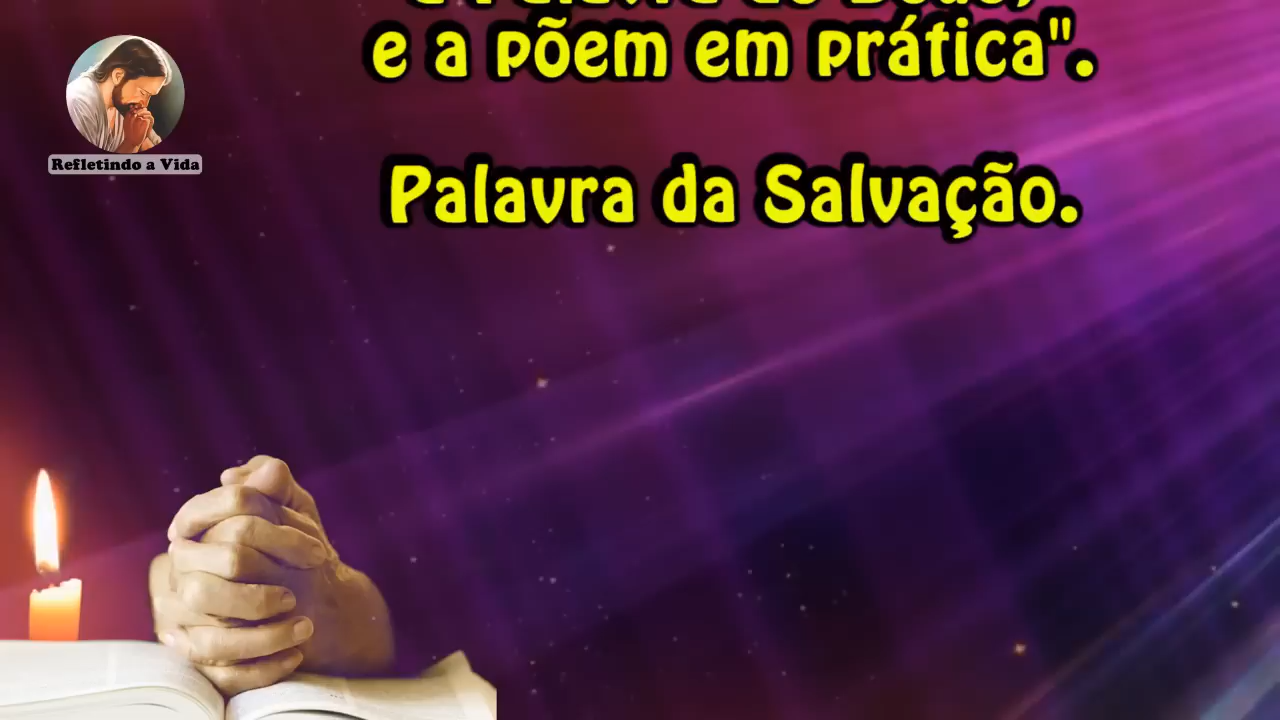 e a põem em prática".
Palavra da Salvação.
Refletindo a Vida